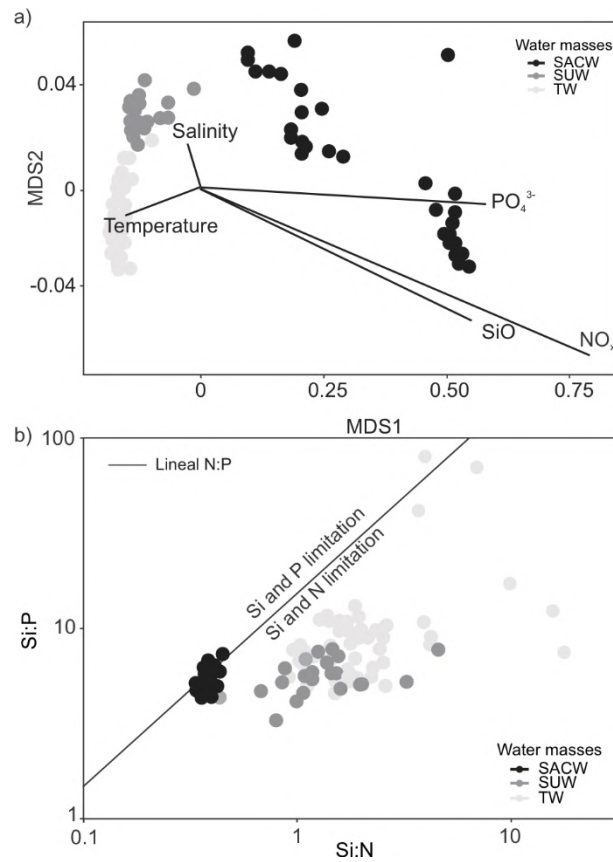 a)
Water masses
SACW
SUW
TW
0.04
Salinity
MDS2
0
PO₄³⁻
Temperature
-0.04
SiO
NOₓ
0
0.25
0.50
0.75
MDS1
b)
100
Lineal N:P
Si and P limitation
Si and N limitation
Si:P
10
Water masses
SACW
SUW
TW
1
0.1
1
10
Si:N